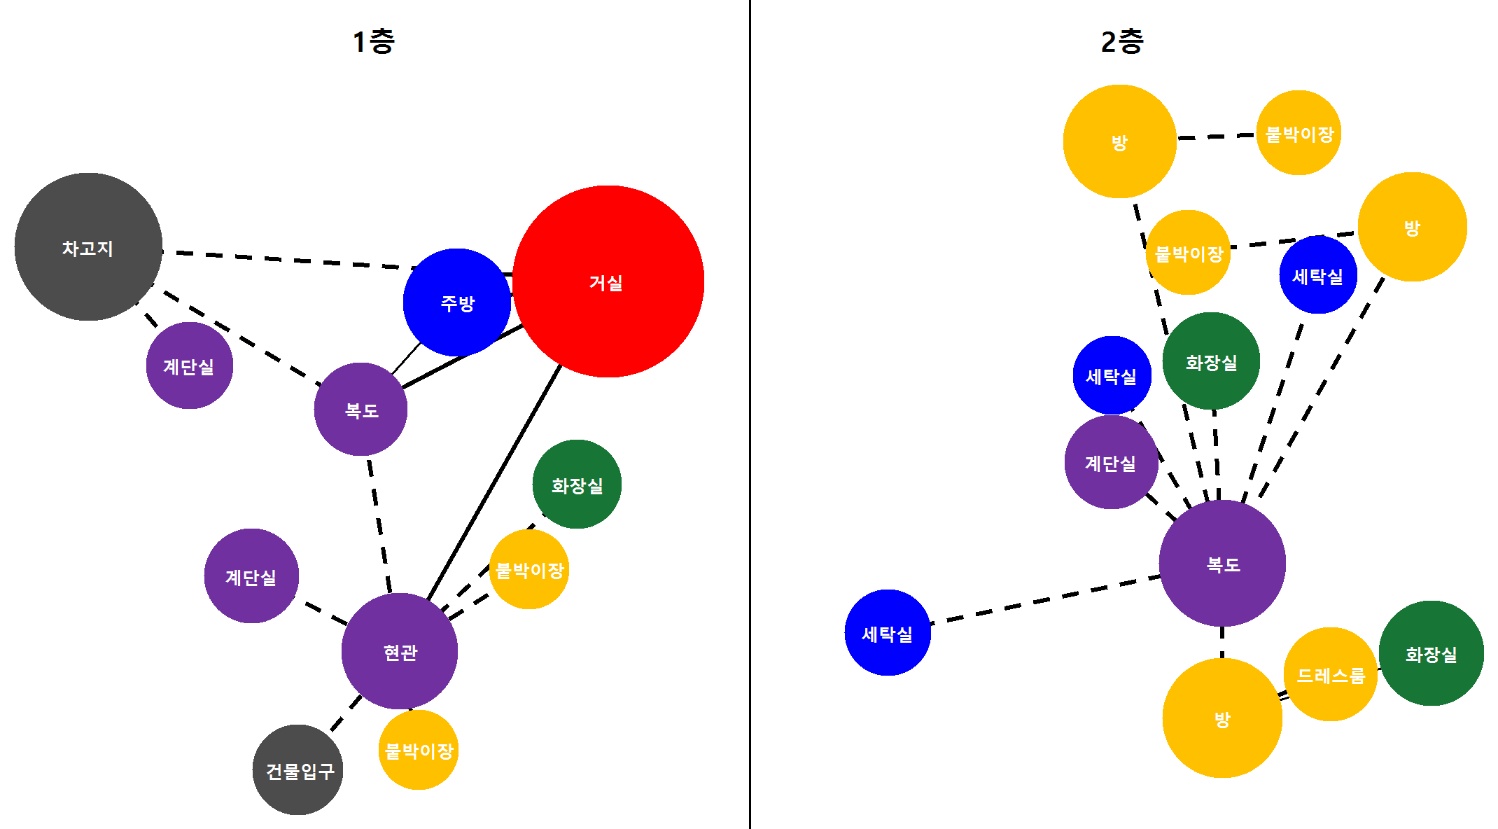 1층
차고지
거실
주방
계단실
복도
화장실
붙박이장
계단실
현관
붙박이장
건물입구
2층
방
붙박이장
방
붙박이장
세탁실
화장실
세탁실
계단실
복도
세탁실
화장실
드레스룸
방